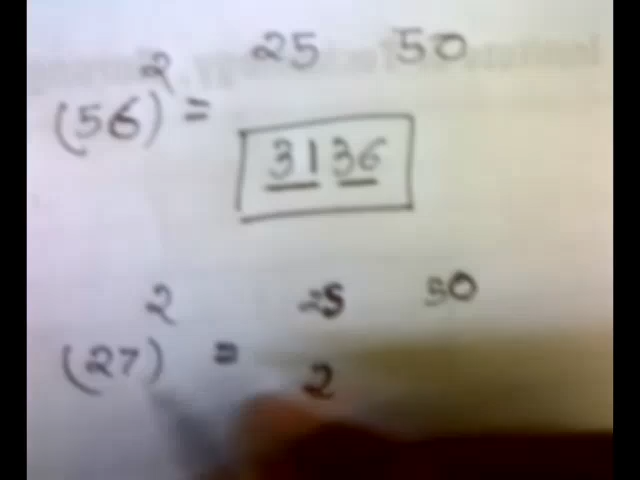 25 50
(56)² =
3136
25 50
(27)² = 2